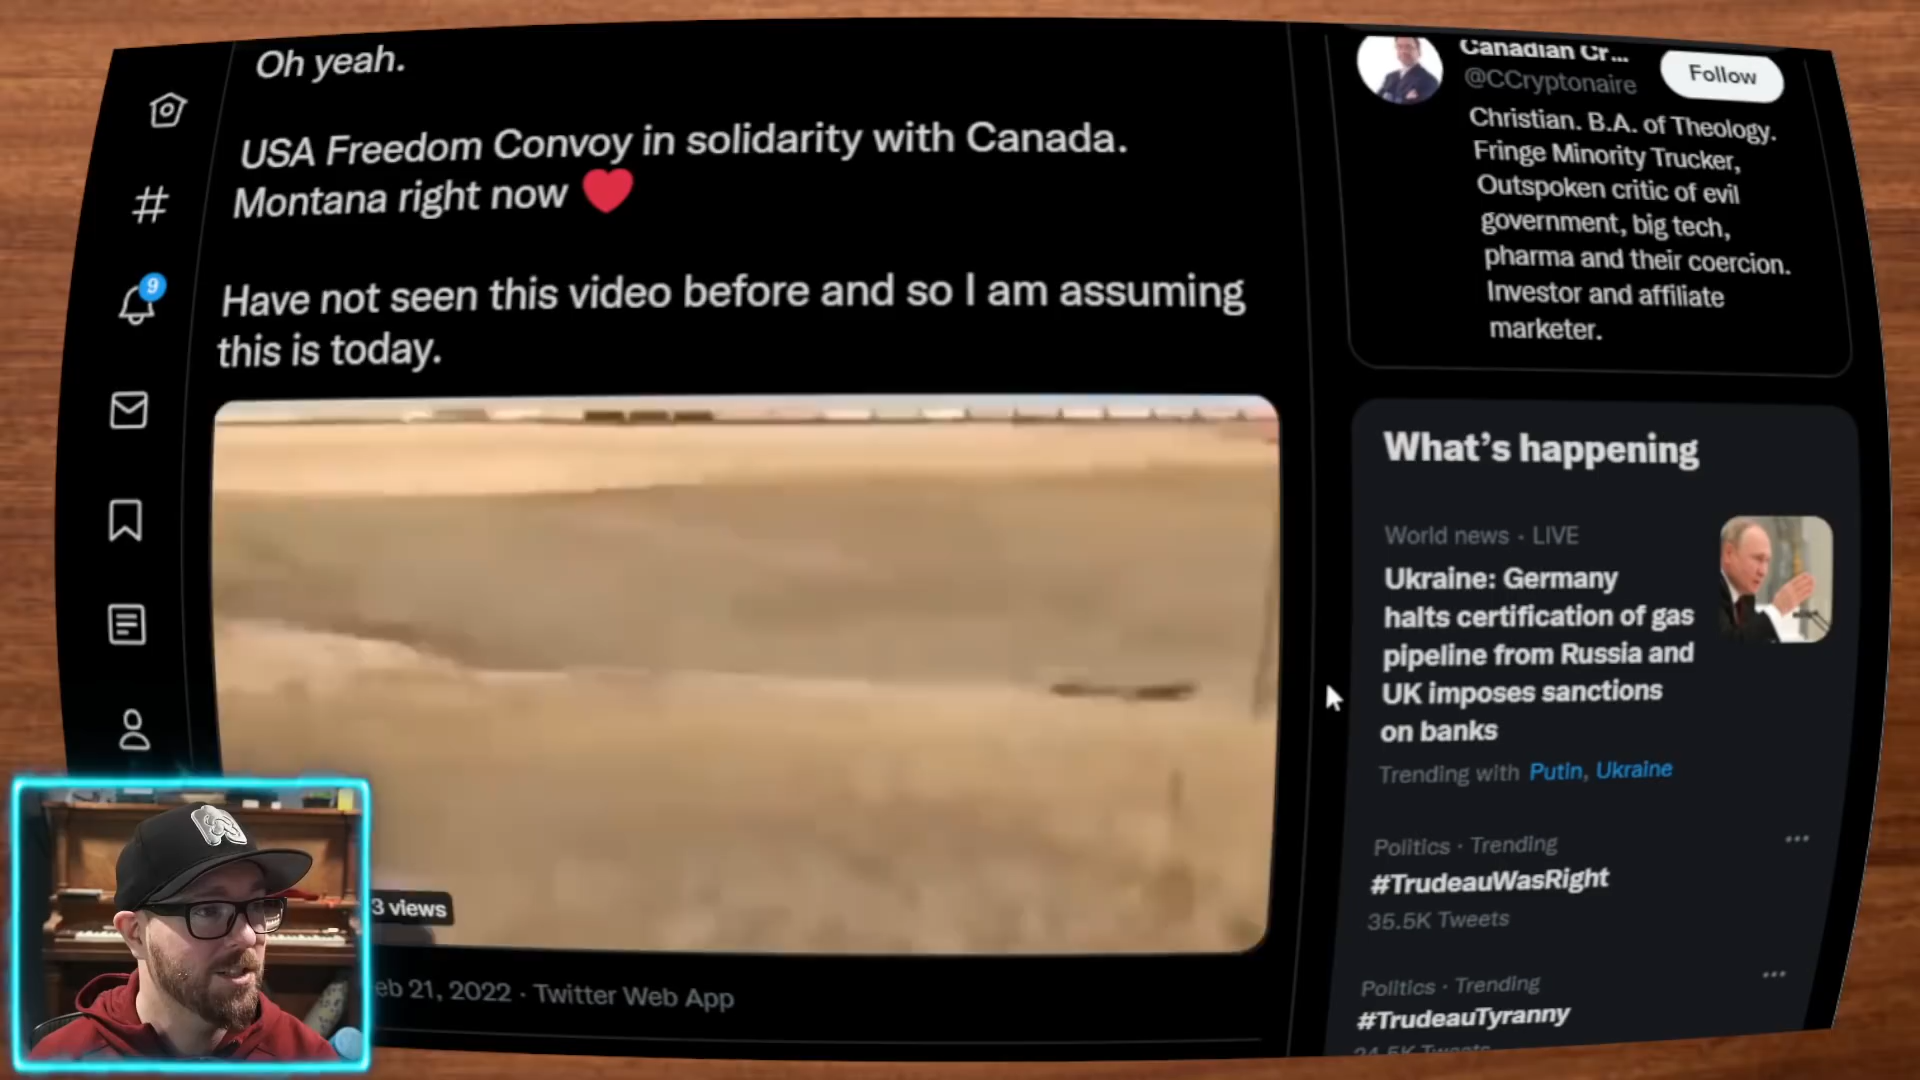 Oh yeah.
USA Freedom Convoy in solidarity with Canada.
Montana right now
Have not seen this video before and so I am assuming
this is today.
3 views
eb 21, 2022 · Twitter Web App
9
Canadian Cr...
@CCryptonaire
Follow
Christian. B.A. of Theology.
Fringe Minority Trucker,
Outspoken critic of evil
government, big tech,
pharma and their coercion.
Investor and affiliate
marketer.
What's happening
World news · LIVE
Ukraine: Germany
halts certification of gas
pipeline from Russia and
UK imposes sanctions
on banks
Trending with Putin, Ukraine
Politics · Trending
#TrudeauWasRight
35.5K Tweets
Politics · Trending
#TrudeauTyranny
Tweets